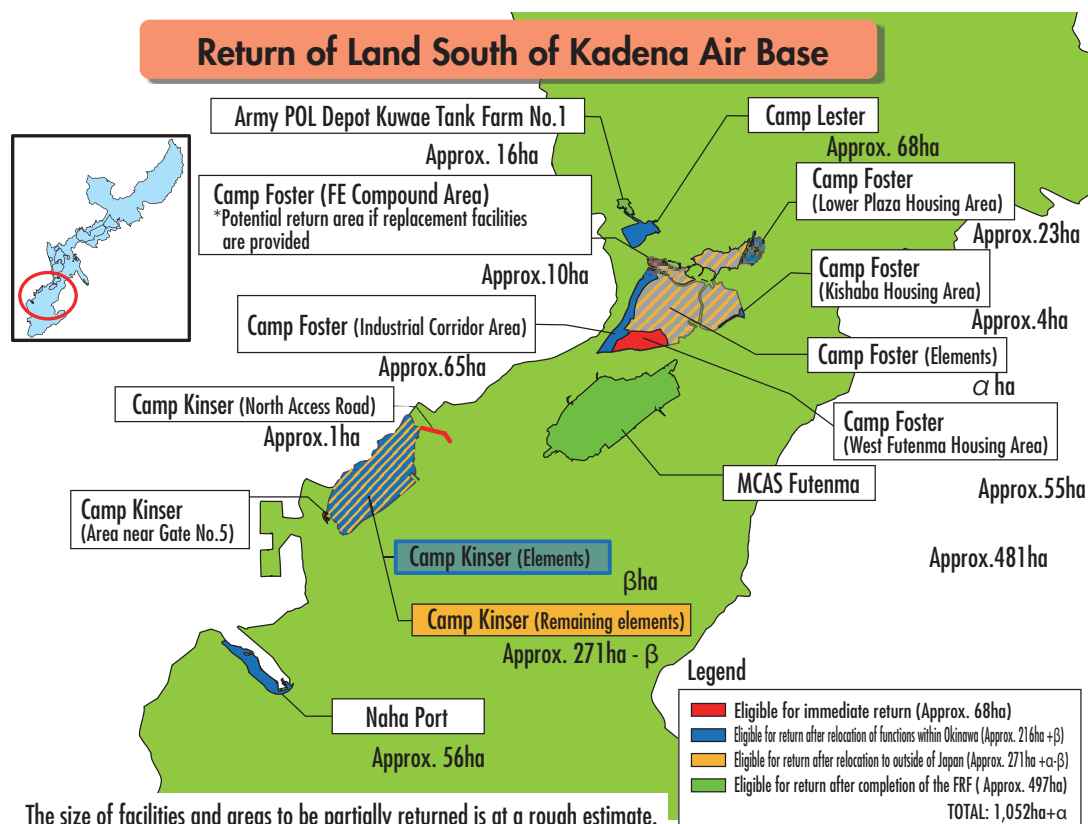 Return of Land South of Kadena Air Base
Army POL Depot Kuwae Tank Farm No.1
Approx. 16ha
Camp Lester
Approx. 68ha
Camp Foster (FE Compound Area)
*Potential return area if replacement facilities
are provided
Approx.10ha
Camp Foster
(Lower Plaza Housing Area)
Approx.23ha
Camp Foster
(Kishaba Housing Area)
Approx.4ha
Camp Foster (Industrial Corridor Area)
Approx.65ha
Camp Foster (Elements)
α ha
Camp Kinser (North Access Road)
Approx.1ha
Camp Foster
(West Futenma Housing Area)
Approx.55ha
MCAS Futenma
Approx.481ha
Camp Kinser
(Area near Gate No.5)
Camp Kinser (Elements)
βha
Camp Kinser (Remaining elements)
Approx. 271ha - β
Naha Port
Approx. 56ha
Legend
Eligible for immediate return (Approx. 68ha)
Eligible for return after relocation of functions within Okinawa (Approx. 216ha +β)
Eligible for return after relocation to outside of Japan (Approx. 271ha +α-β)
Eligible for return after completion of the FRF ( Approx. 497ha)
TOTAL: 1,052ha+α
The size of facilities and areas to be partially returned is at a rough estimate.